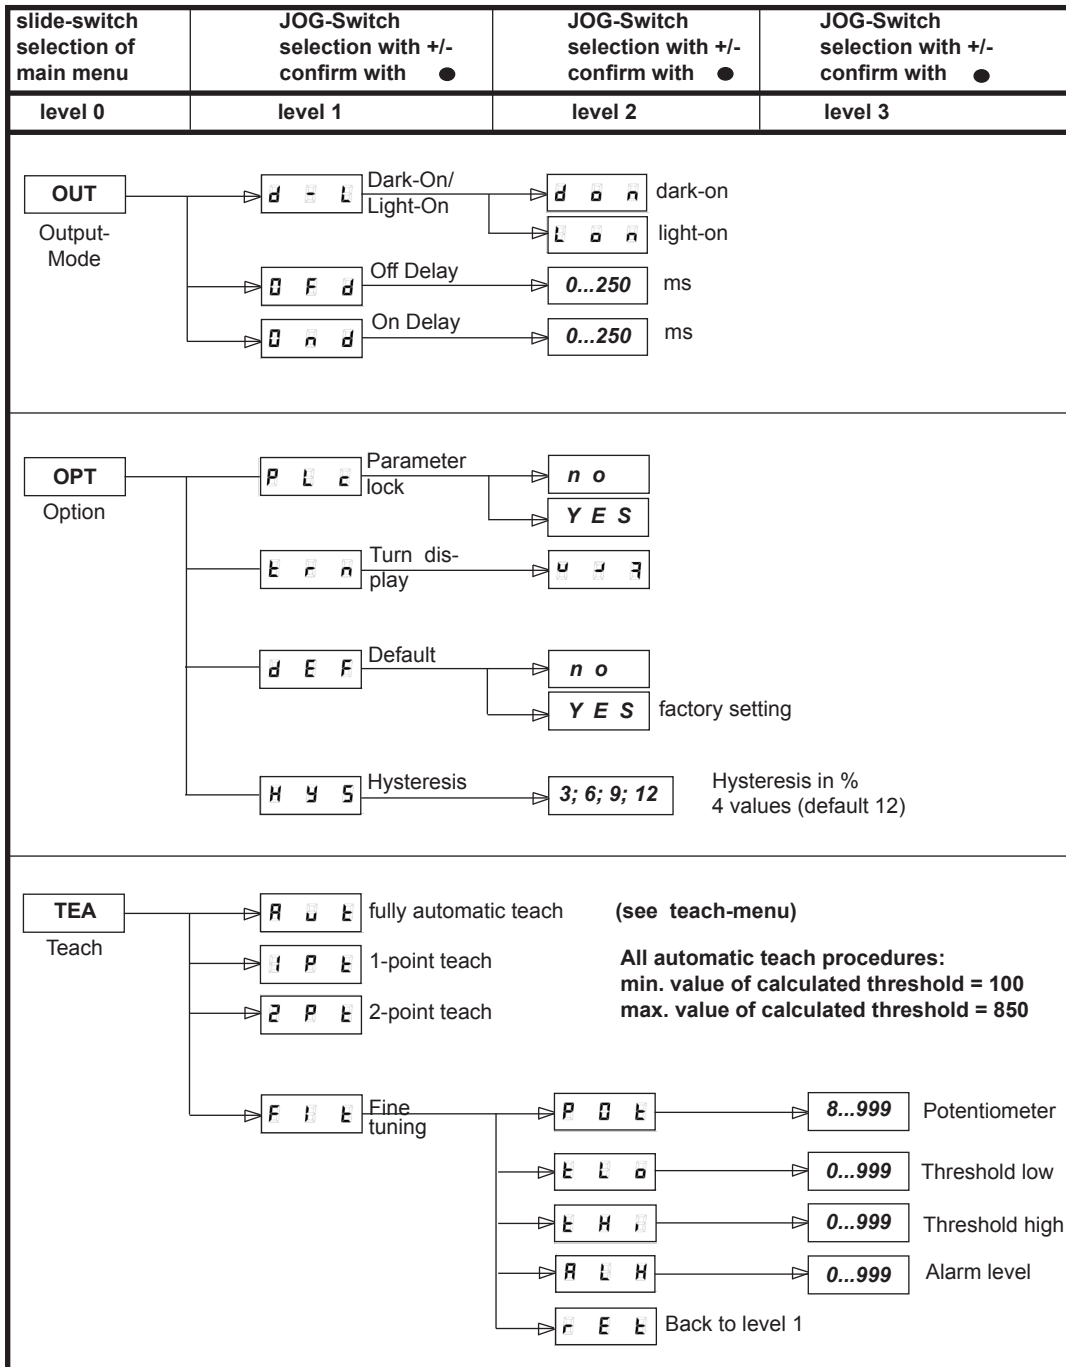 slide-switch selection of main menu
JOG-Switch selection with +/- confirm with ●
JOG-Switch selection with +/- confirm with ●
JOG-Switch selection with +/- confirm with ●
level 0
level 1
level 2
level 3
OUT
Output-
Mode
d - L
Dark-On/
Light-On
d o n
dark-on
L o n
light-on
O F d
Off Delay
0...250
ms
O n d
On Delay
0...250
ms
OPT
Option
P L c
Parameter
lock
n o
Y E S
t r n
Turn dis-
play
d E F
Default
n o
Y E S
factory setting
H Y S
Hysteresis
3; 6; 9; 12
Hysteresis in %
4 values (default 12)
TEA
Teach
A u t
fully automatic teach
(see teach-menu)
1 P t
1-point teach
All automatic teach procedures:
min. value of calculated threshold = 100
max. value of calculated threshold = 850
2 P t
2-point teach
F I t
Fine
tuning
P O t
8...999
Potentiometer
t L o
0...999
Threshold low
t H i
0...999
Threshold high
A L H
0...999
Alarm level
r E t
Back to level 1